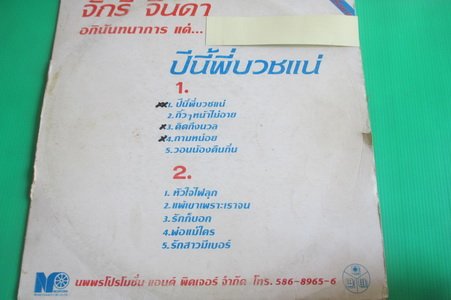 จักรี จินดา
อภินันทนาการ แด่...
ปีนี้พี่บวชแน่
1.
1. ปีนี้พี่บวชแน่
2. กิ๊วๆหน้าไม่อาย
3. คิดถึงนวล
4. ถามหน่อย
5. วอนน้องคืนถิ่น
2.
1. หัวใจไฟลุก
2. แพ้เขาเพราะเราจน
3. รักก็บอก
4. พ่อแม่ใคร
5. รักสาวมีเบอร์
นพพรโปรโมชั่น แอนด์ พิคเจอร์ จำกัด โทร. 586-8965-6